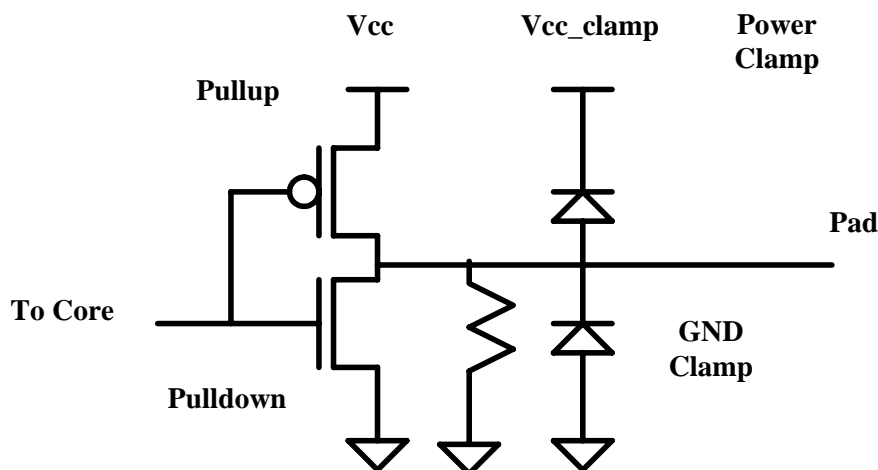 Vcc
Vcc_clamp
Power
Clamp
Pullup
Pad
To Core
GND
Clamp
Pulldown